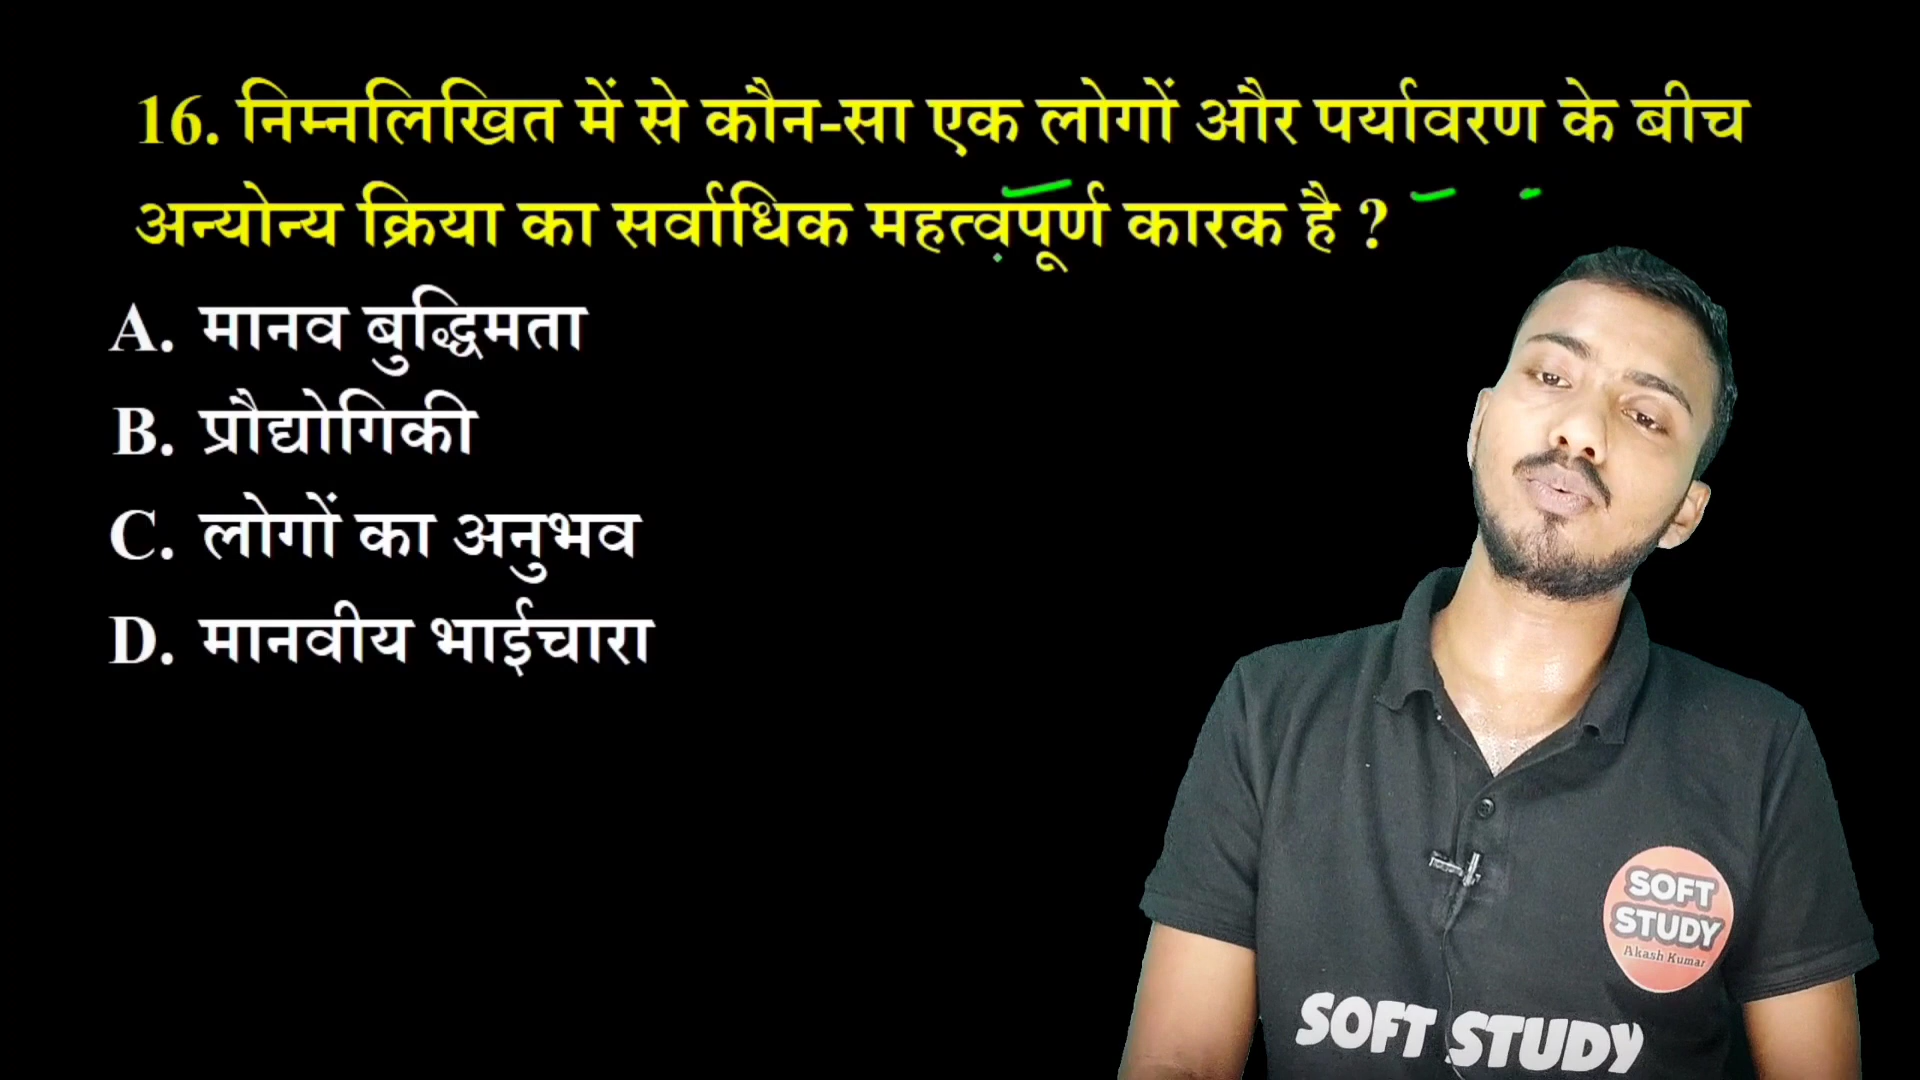 16. निम्नलिखित में से कौन-सा एक लोगों और पर्यावरण के बीच
अन्योन्य क्रिया का सर्वाधिक महत्वपूर्ण कारक है ?
A. मानव बुद्धिमता
B. प्रौद्योगिकी
C. लोगों का अनुभव
D. मानवीय भाईचारा
SOFT
STUDY
Akash Kumar
SOFT STUDY